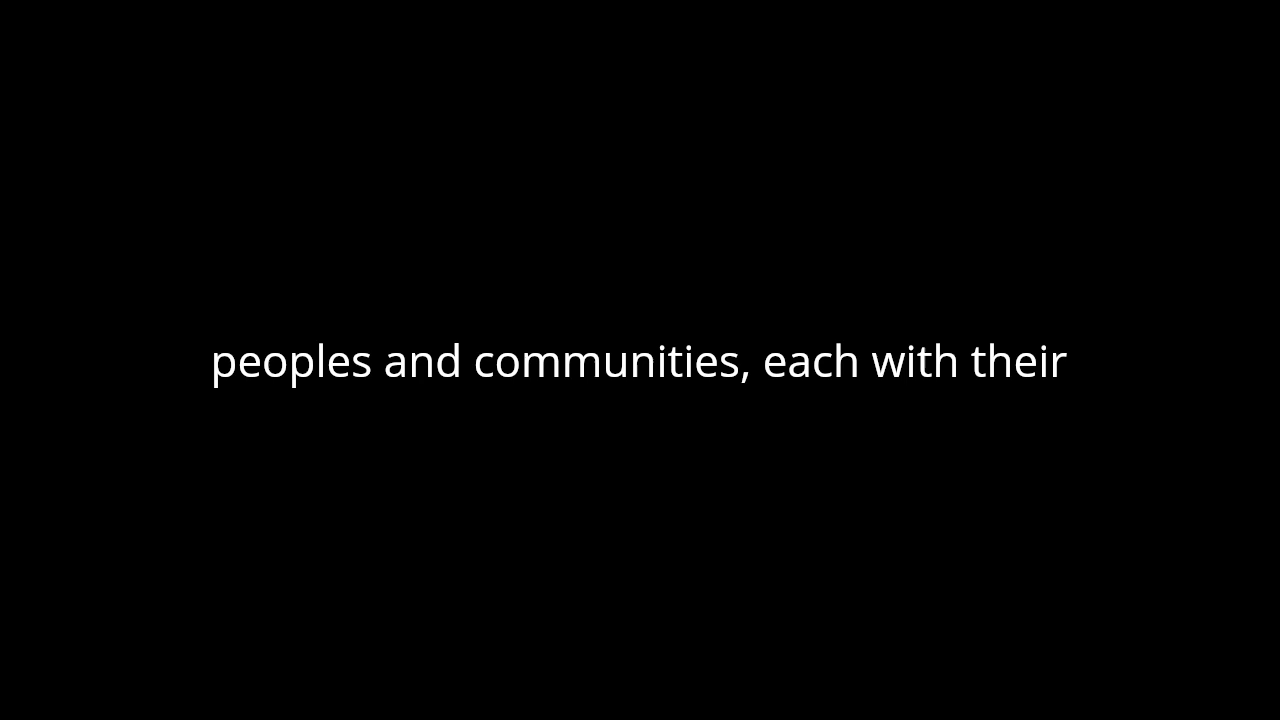 peoples and communities, each with their